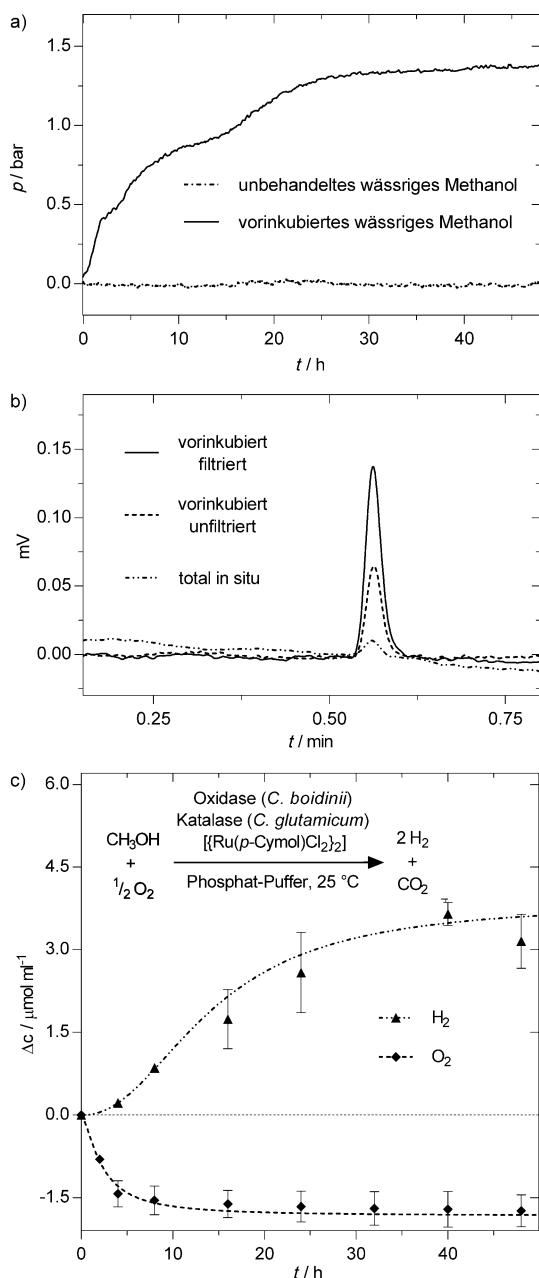 a)
1.5
1.0
0.5
0.0
p / bar
unbehandeltes wässriges Methanol
vorinkubiertes wässriges Methanol
0 10 20 30 40
t / h
b)
0.15
0.10
0.05
0.00
mV
vorinkubiert
filtriert
vorinkubiert
unfiltriert
total in situ
0.25 0.50 0.75
t / min
c)
6.0
4.5
3.0
1.5
0.0
-1.5
Δc / μmol ml⁻¹
Oxidase (C. boidinii)
Katalase (C. glutamicum)
[{Ru(p-Cymol)Cl₂}₂]
CH₃OH
+
½ O₂
Phosphat-Puffer, 25 °C
2 H₂
+
CO₂
H₂
O₂
0 10 20 30 40
t / h